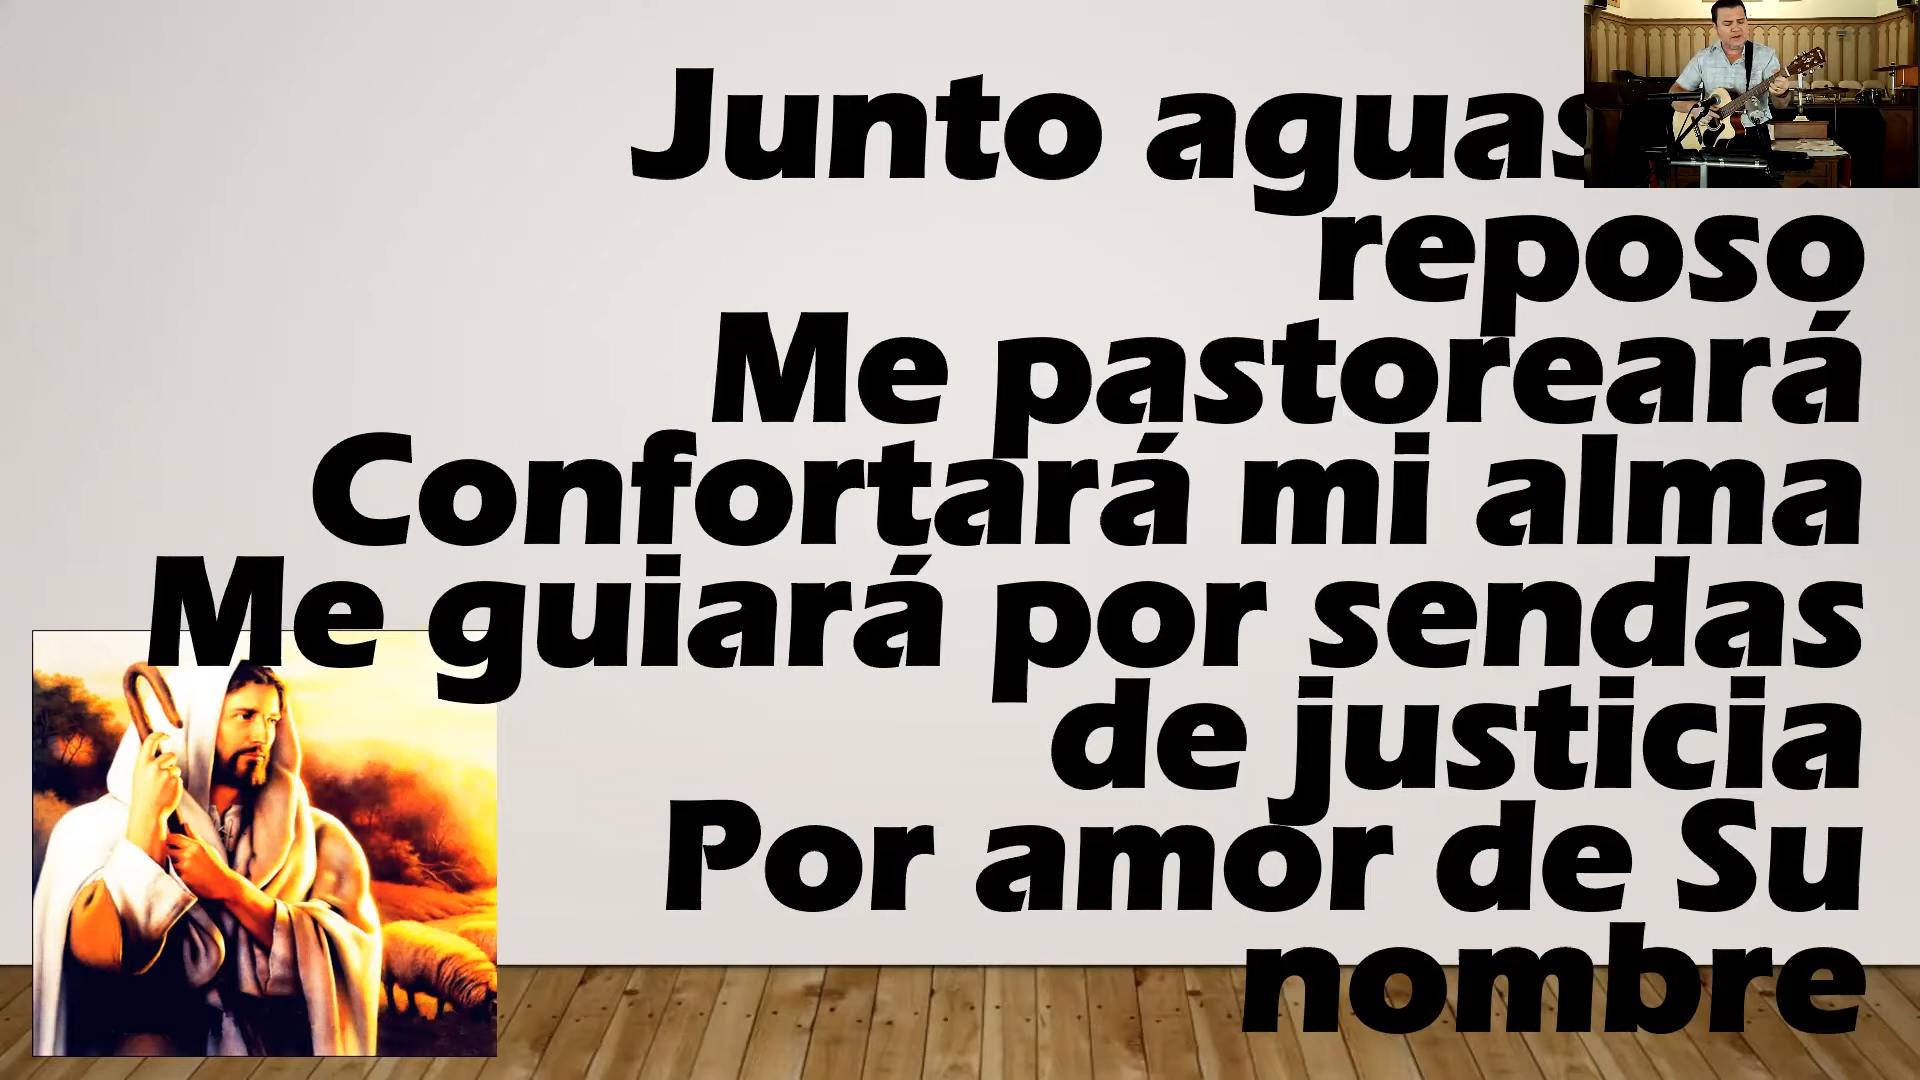 Junto aguas
reposo
Me pastoreará
Confortará mi alma
Me guiará por sendas
de justicia
Por amor de Su
nombre